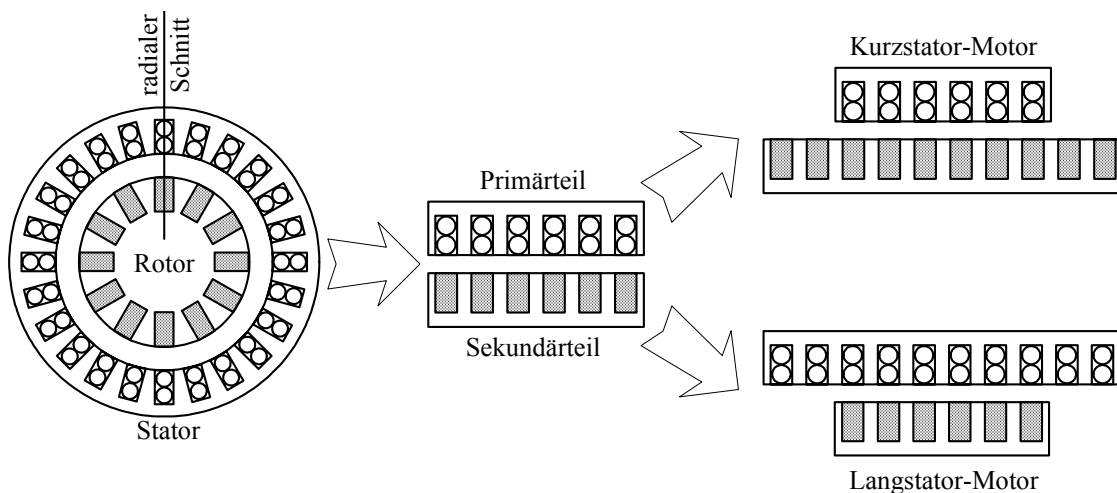 radialer
Schnitt
Rotor
Stator
Primärteil
Sekundärteil
Kurzstator-Motor
Langstator-Motor